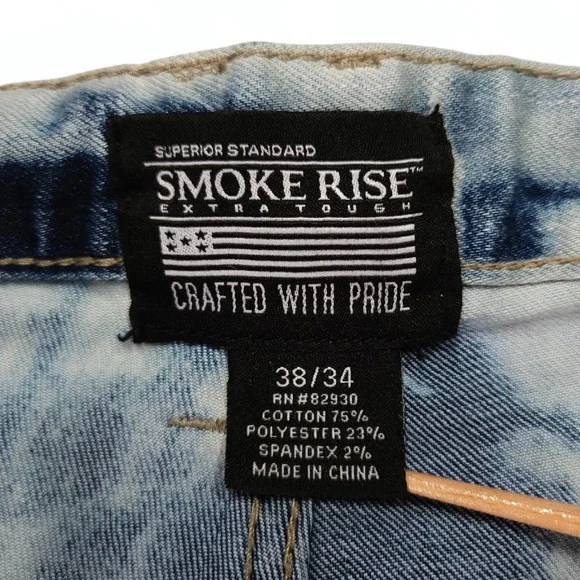 SUPERIOR STANDARD
SMOKE RISE™
EXTRA TOUGH
CRAFTED WITH PRIDE
38/34
RN#82930
COTTON 75%
POLYESTER 23%
SPANDEX 2%
MADE IN CHINA